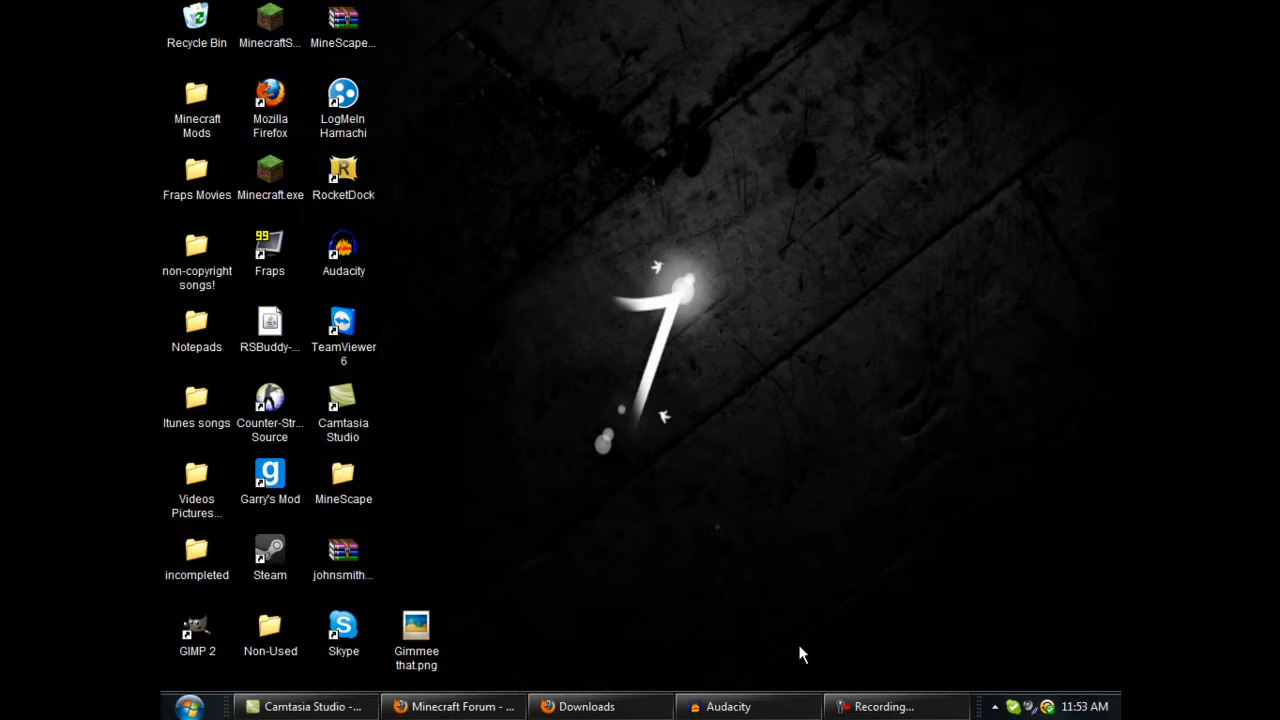 Recycle Bin
MinecraftS...
MineScape...
Minecraft
Mods
Mozilla
Firefox
LogMeIn
Hamachi
Fraps Movies
Minecraft.exe
RocketDock
R
non-copyright
songs!
99
Fraps
Audacity
Notepads
RSBuddy-...
TeamViewer
6
Itunes songs
Counter-Str...
Source
Camtasia
Studio
Videos
Pictures...
g
Garry's Mod
MineScape
incompleted
Steam
johnsmith...
GIMP 2
Non-Used
S
Skype
Gimmee
that.png
7
Camtasia Studio -...
Minecraft Forum - ...
Downloads
Audacity
Recording...
11:53 AM